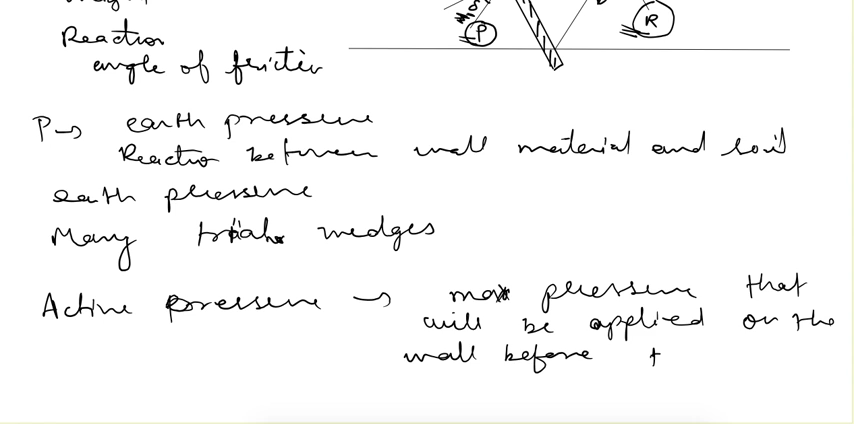 Reaction
angle of friction
P
R
P → earth pressure
Reaction between wall material and soil
earth pressure
Many trial wedges
Active pressure → max pressure that
will be applied on the
wall before t